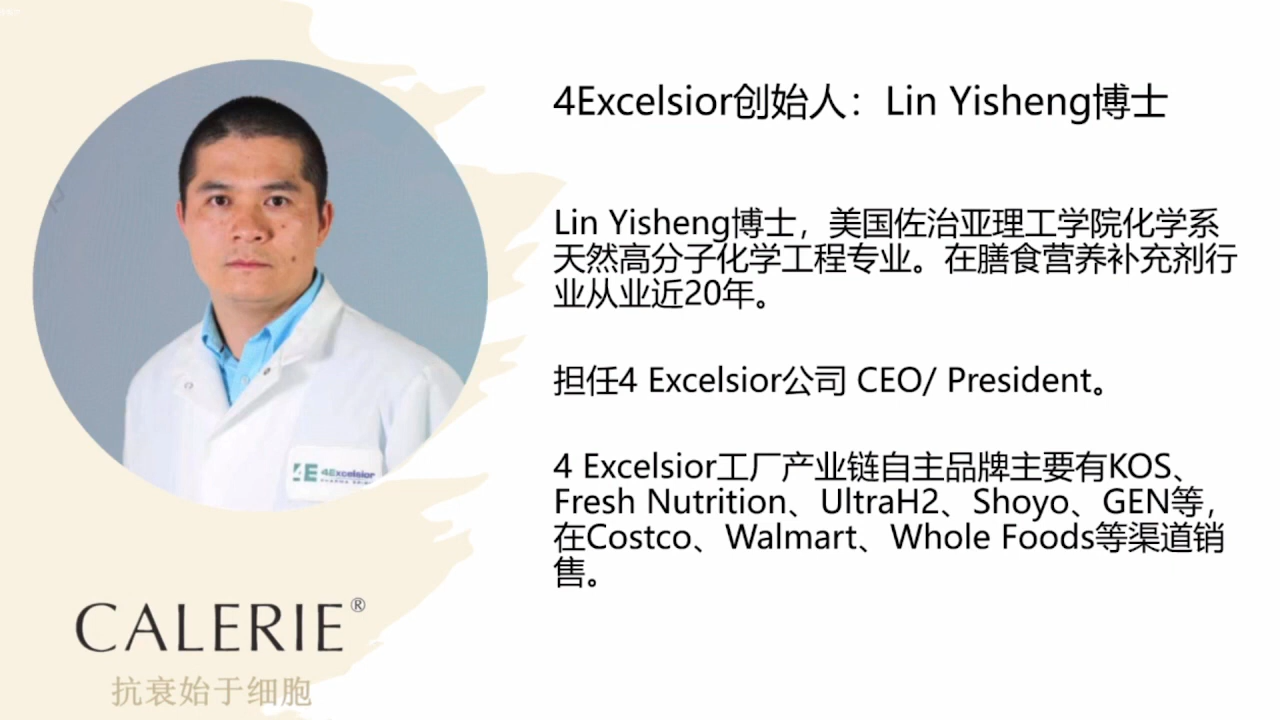 4Excelsior创始人：Lin Yisheng博士
Lin Yisheng博士，美国佐治亚理工学院化学系
天然高分子化学工程专业。在膳食营养补充剂行
业从业近20年。
担任4 Excelsior公司 CEO/ President。
4 Excelsior工厂产业链自主品牌主要有KOS、
Fresh Nutrition、UltraH2、Shoyo、GEN等，
在Costco、Walmart、Whole Foods等渠道销
售。
4E 4Excelsior
CALERIE®
抗衰始于细胞